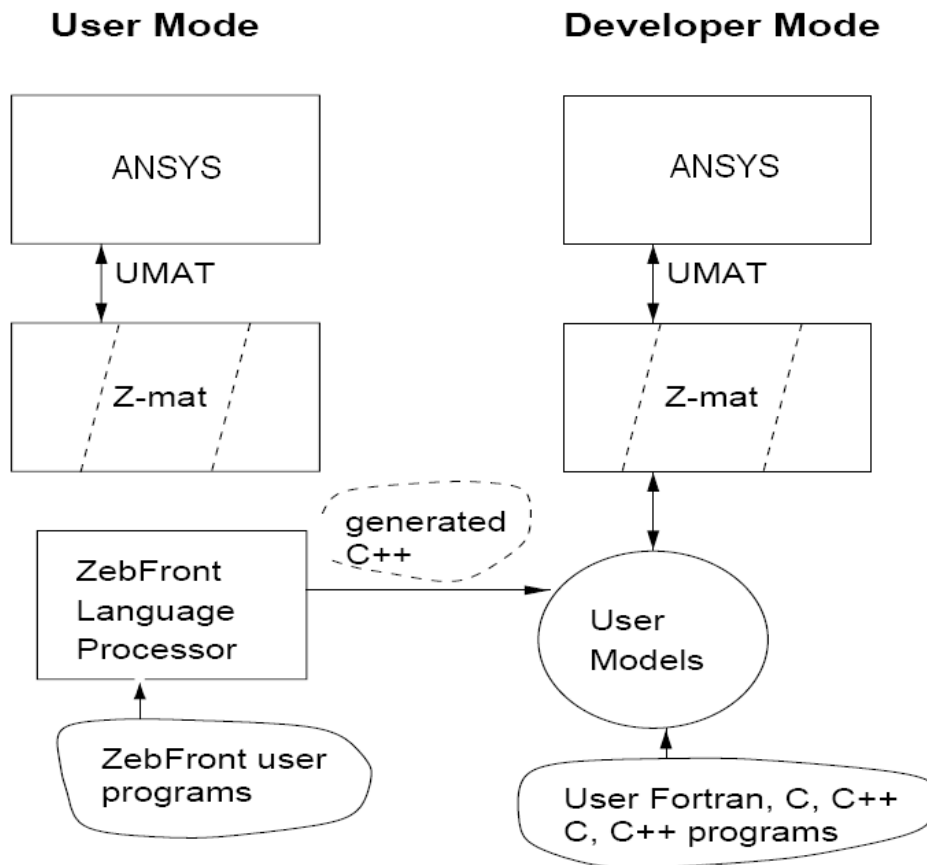 User Mode
Developer Mode
ANSYS
ANSYS
UMAT
UMAT
Z-mat
Z-mat
generated
C++
ZebFront
Language
Processor
User
Models
ZebFront user
programs
User Fortran, C, C++
C, C++ programs